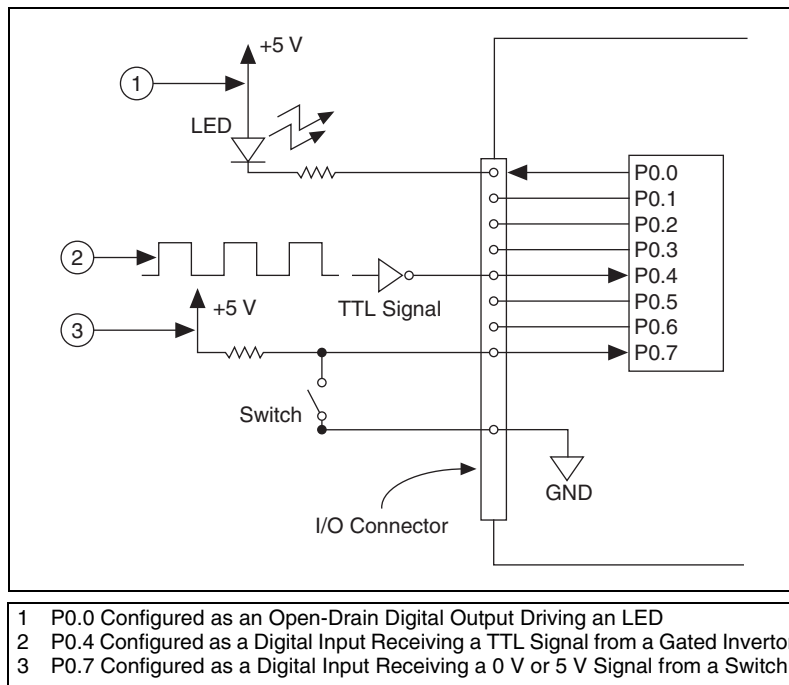 +5 V
1
LED
P0.0
P0.1
P0.2
P0.3
2
P0.4
TTL Signal
P0.5
+5 V
P0.6
3
P0.7
Switch
GND
I/O Connector
1 P0.0 Configured as an Open-Drain Digital Output Driving an LED
2 P0.4 Configured as a Digital Input Receiving a TTL Signal from a Gated Invertor
3 P0.7 Configured as a Digital Input Receiving a 0 V or 5 V Signal from a Switch